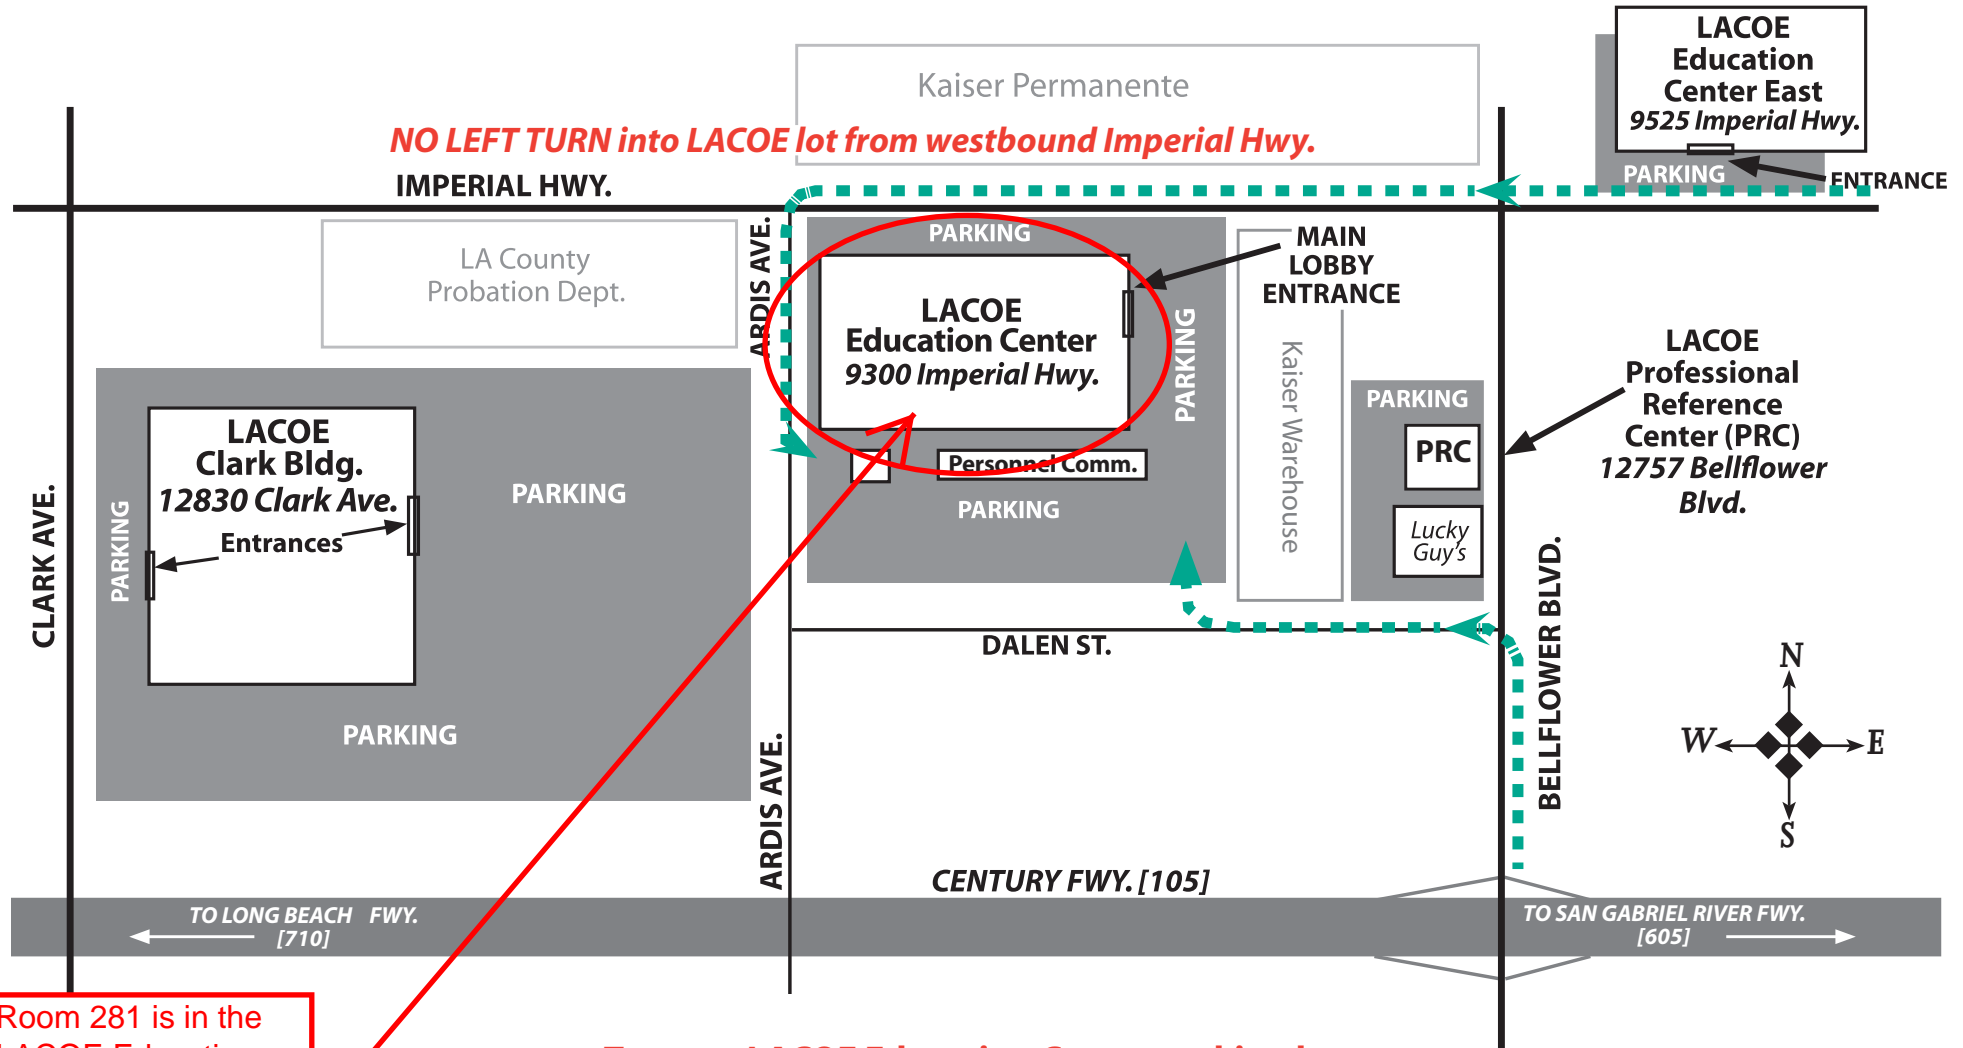 LACOE
Education
Center East
9525 Imperial Hwy.
PARKING
ENTRANCE
Kaiser Permanente
NO LEFT TURN into LACOE lot from westbound Imperial Hwy.
IMPERIAL HWY.
LA County
Probation Dept.
ARDIS AVE.
PARKING
LACOE
Education Center
9300 Imperial Hwy.
MAIN
LOBBY
ENTRANCE
PARKING
Kaiser Warehouse
Personnel Comm.
PARKING
PARKING
PRC
Lucky
Guy's
LACOE
Professional
Reference
Center (PRC)
12757 Bellflower
Blvd.
LACOE
Clark Bldg.
12830 Clark Ave.
Entrances
PARKING
PARKING
PARKING
CLARK AVE.
DALEN ST.
BELLFLOWER BLVD.
ARDIS AVE.
N
W
E
S
CENTURY FWY. [105]
TO LONG BEACH FWY.
[710]
TO SAN GABRIEL RIVER FWY.
[605]
Room 281 is in the